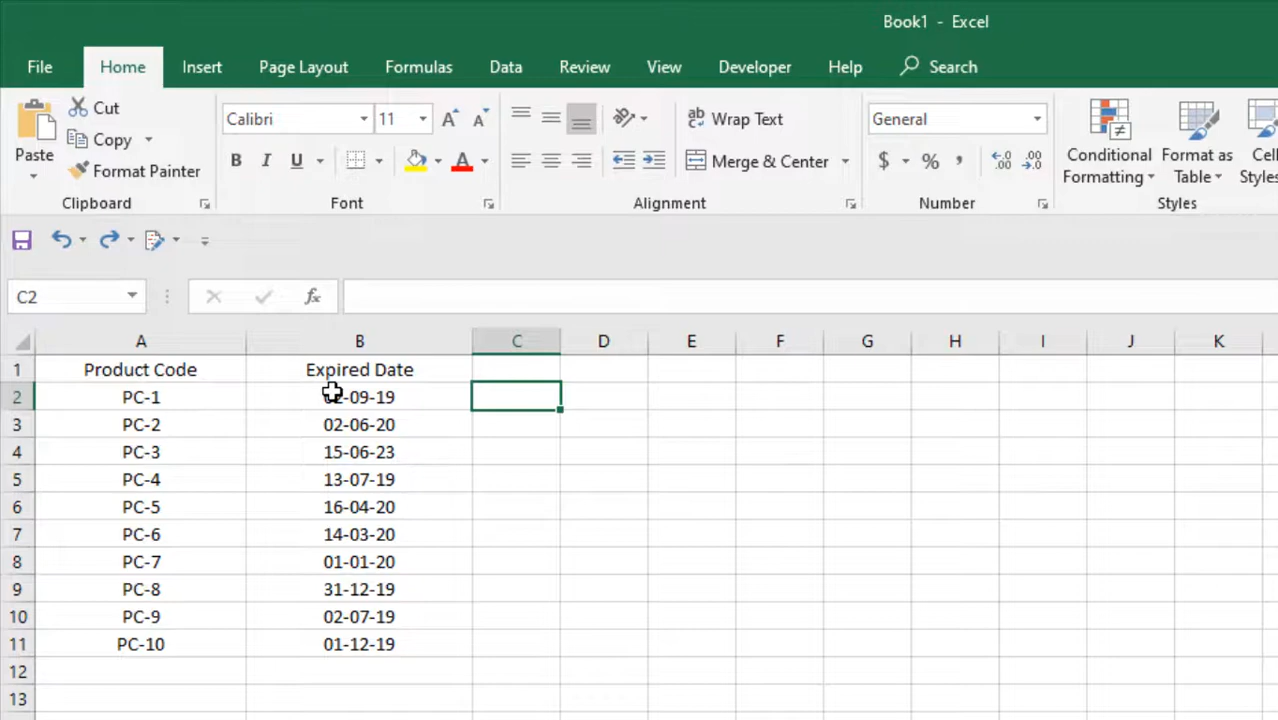 Book1 - Excel
File Home Insert Page Layout Formulas Data Review View Developer Help Search
Cut
Copy
Format Painter
Paste
Clipboard
Calibri 11 A A
B I U A
Font
ab Wrap Text
Merge & Center
Alignment
General
$ % , .00 .00
Number
Conditional Formatting
Format as Table
Styles
C2 fx
A B C D E F G H I J K
1 Product Code Expired Date
2 PC-1 -09-19
3 PC-2 02-06-20
4 PC-3 15-06-23
5 PC-4 13-07-19
6 PC-5 16-04-20
7 PC-6 14-03-20
8 PC-7 01-01-20
9 PC-8 31-12-19
10 PC-9 02-07-19
11 PC-10 01-12-19
12
13